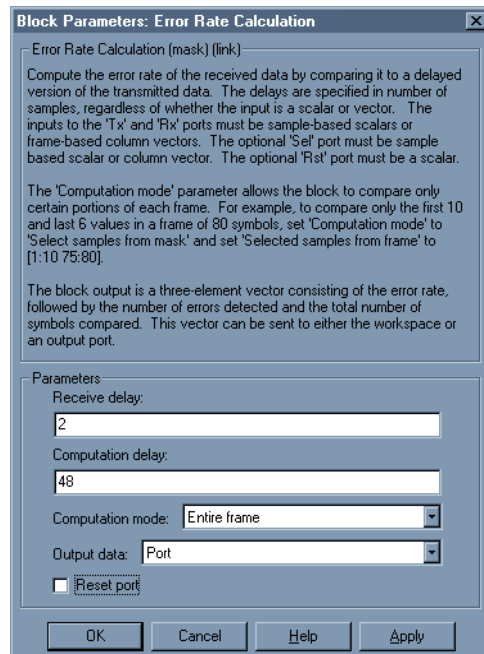 Block Parameters: Error Rate Calculation
Error Rate Calculation (mask) (link)
Compute the error rate of the received data by comparing it to a delayed
version of the transmitted data.  The delays are specified in number of
samples, regardless of whether the input is a scalar or vector.  The
inputs to the 'Tx' and 'Rx' ports must be sample-based scalars or
frame-based column vectors.  The optional 'Sel' port must be sample
based scalar or column vector.  The optional 'Rst' port must be a scalar.
The 'Computation mode' parameter allows the block to compare only
certain portions of each frame.  For example, to compare only the first 10
and last 6 values in a frame of 80 symbols, set 'Computation mode' to
'Select samples from mask' and set 'Selected samples from frame' to
[1:10 75:80].
The block output is a three-element vector consisting of the error rate,
followed by the number of errors detected and the total number of
symbols compared.  This vector can be sent to either the workspace or
an output port.
Parameters
Receive delay:
2
Computation delay:
48
Computation mode: Entire frame
Output data: Port
Reset port
OK Cancel Help Apply